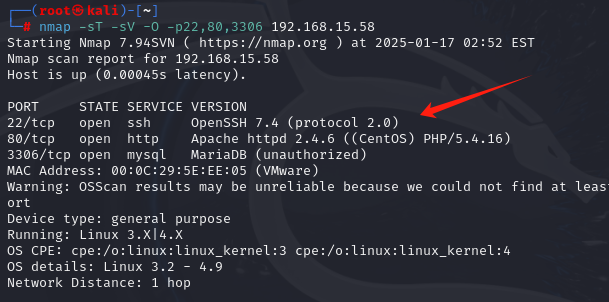 ┌──(root㉿kali)-[~]
└─# nmap -sT -sV -O -p22,80,3306 192.168.15.58
Starting Nmap 7.94SVN ( https://nmap.org ) at 2025-01-17 02:52 EST
Nmap scan report for 192.168.15.58
Host is up (0.00045s latency).

PORT     STATE SERVICE VERSION
22/tcp   open  ssh     OpenSSH 7.4 (protocol 2.0)
80/tcp   open  http    Apache httpd 2.4.6 ((CentOS) PHP/5.4.16)
3306/tcp open  mysql   MariaDB (unauthorized)
MAC Address: 00:0C:29:5E:EE:05 (VMware)
Warning: OSScan results may be unreliable because we could not find at leas
ort
Device type: general purpose
Running: Linux 3.X|4.X
OS CPE: cpe:/o:linux:linux_kernel:3 cpe:/o:linux:linux_kernel:4
OS details: Linux 3.2 - 4.9
Network Distance: 1 hop